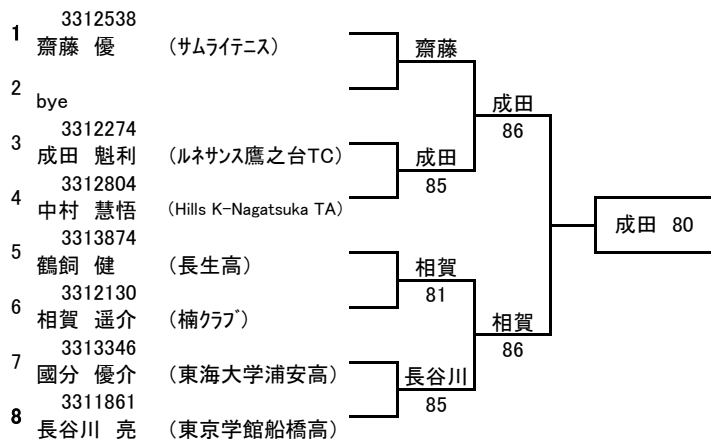 3312538
1 齋藤 優 (サムライテニス)
2 bye
3312274
3 成田 魁利 (ルネサンス鷹之台TC)
3312804
4 中村 慧悟 (Hills K-Nagatsuka TA)
3313874
5 鶴飼 健 (長生高)
3312130
6 相賀 遥介 (楠クラブ)
3313346
7 國分 優介 (東海大学浦安高)
3311861
8 長谷川 亮 (東京学館船橋高)
齋藤
成田
85
相賀
81
長谷川
85
成田
86
相賀
86
成田 80